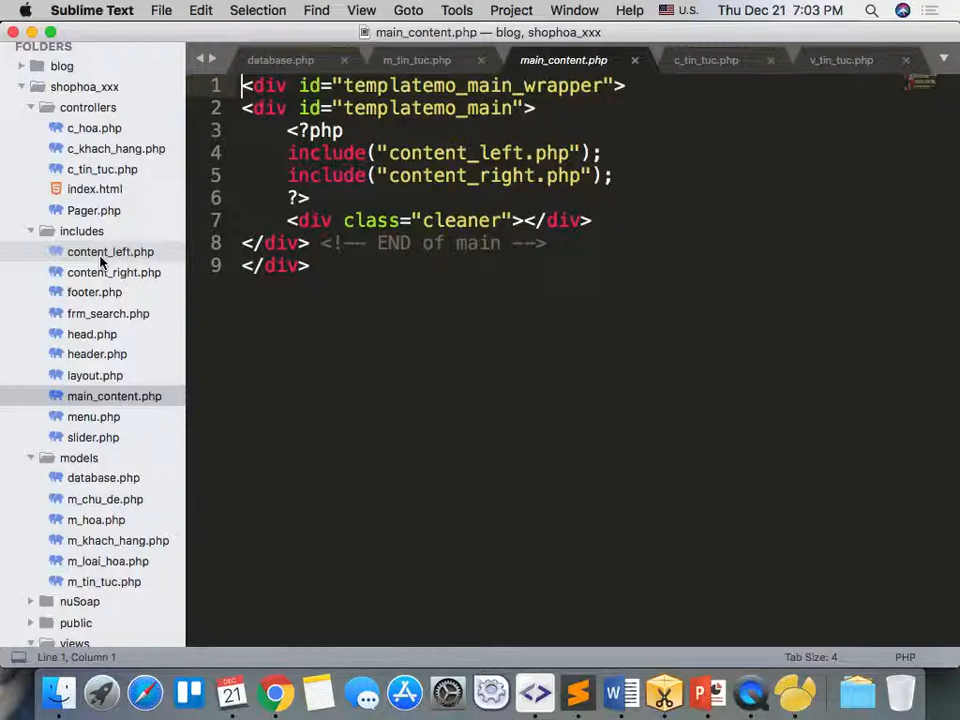 Sublime Text File Edit Selection Find View Goto Tools Project Window Help U.S. Thu Dec 21 7:03 PM
main_content.php — blog, shophoa_xxx
FOLDERS
blog
shophoa_xxx
controllers
c_hoa.php
c_khach_hang.php
c_tin_tuc.php
index.html
Pager.php
includes
content_left.php
content_right.php
footer.php
frm_search.php
head.php
header.php
layout.php
main_content.php
menu.php
slider.php
models
database.php
m_chu_de.php
m_hoa.php
m_khach_hang.php
m_loai_hoa.php
m_tin_tuc.php
nuSoap
public
views
database.php × m_tin_tuc.php × main_content.php × c_tin_tuc.php × v_tin_tuc.php ×
1 <div id="templatemo_main_wrapper">
2 <div id="templatemo_main">
3 <?php
4 include("content_left.php");
5 include("content_right.php");
6 ?>
7 <div class="cleaner"></div>
8 </div> <!-- END of main -->
9 </div>
Line 1, Column 1 Tab Size: 4 PHP
DEC
21